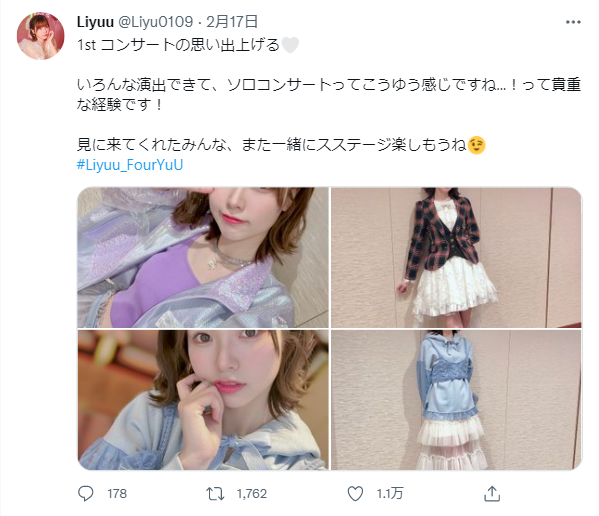 Liyuu @Liyu0109 · 2月17日
1st コンサートの思い出上げる🤍
いろんな演出できて、ソロコンサートってこうゆう感じですね...！って貴重
な経験です！
見に来てくれたみんな、また一緒にスステージ楽しもうね😉
#Liyuu_FourYuU
178 1,762 1.1万